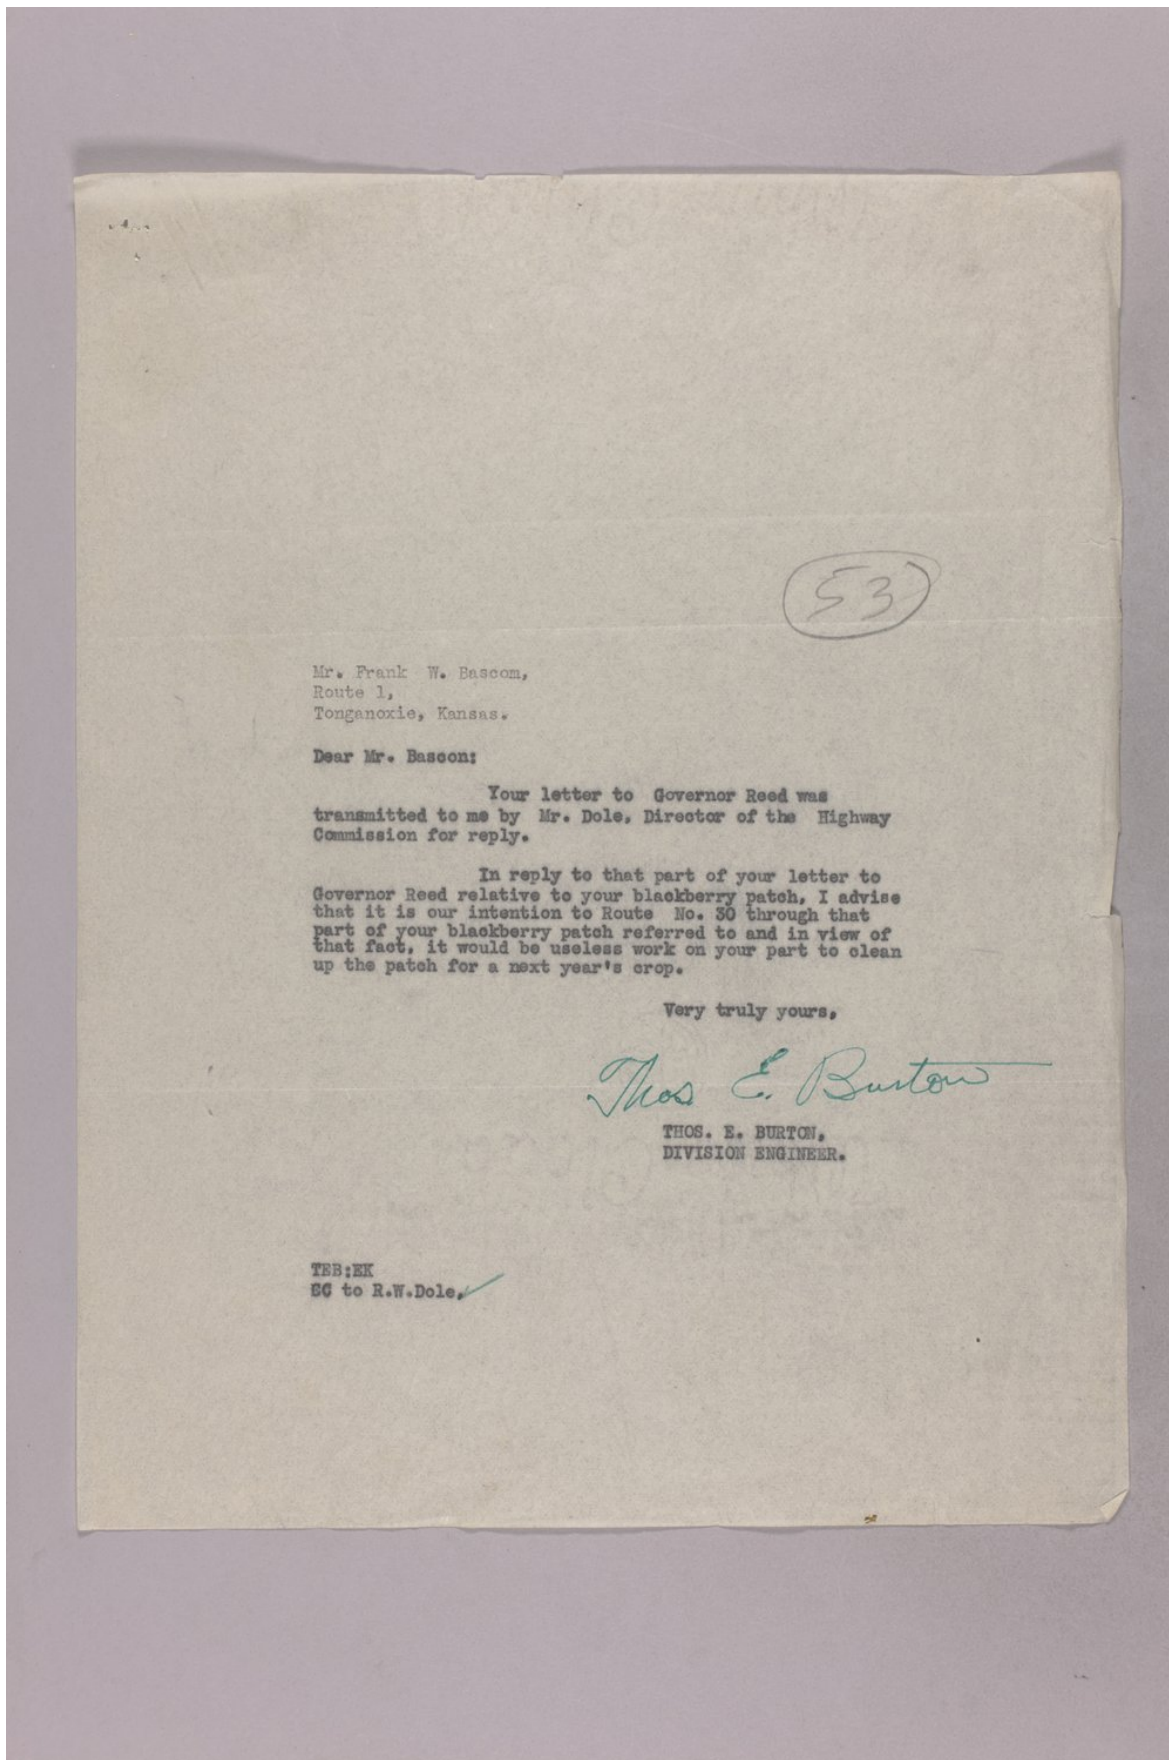 53
Mr. Frank W. Bascom,
Route 1,
Tonganoxie, Kansas.
Dear Mr. Bascon:
Your letter to Governor Reed was
transmitted to me by Mr. Dole, Director of the Highway
Commission for reply.
In reply to that part of your letter to
Governor Reed relative to your blackberry patch, I advise
that it is our intention to Route No. 30 through that
part of your blackberry patch referred to and in view of
that fact, it would be useless work on your part to clean
up the patch for a next year's crop.
Very truly yours,
Thos E. Burton
THOS. E. BURTON,
DIVISION ENGINEER.
TEB:EK
CC to R.W.Dole.